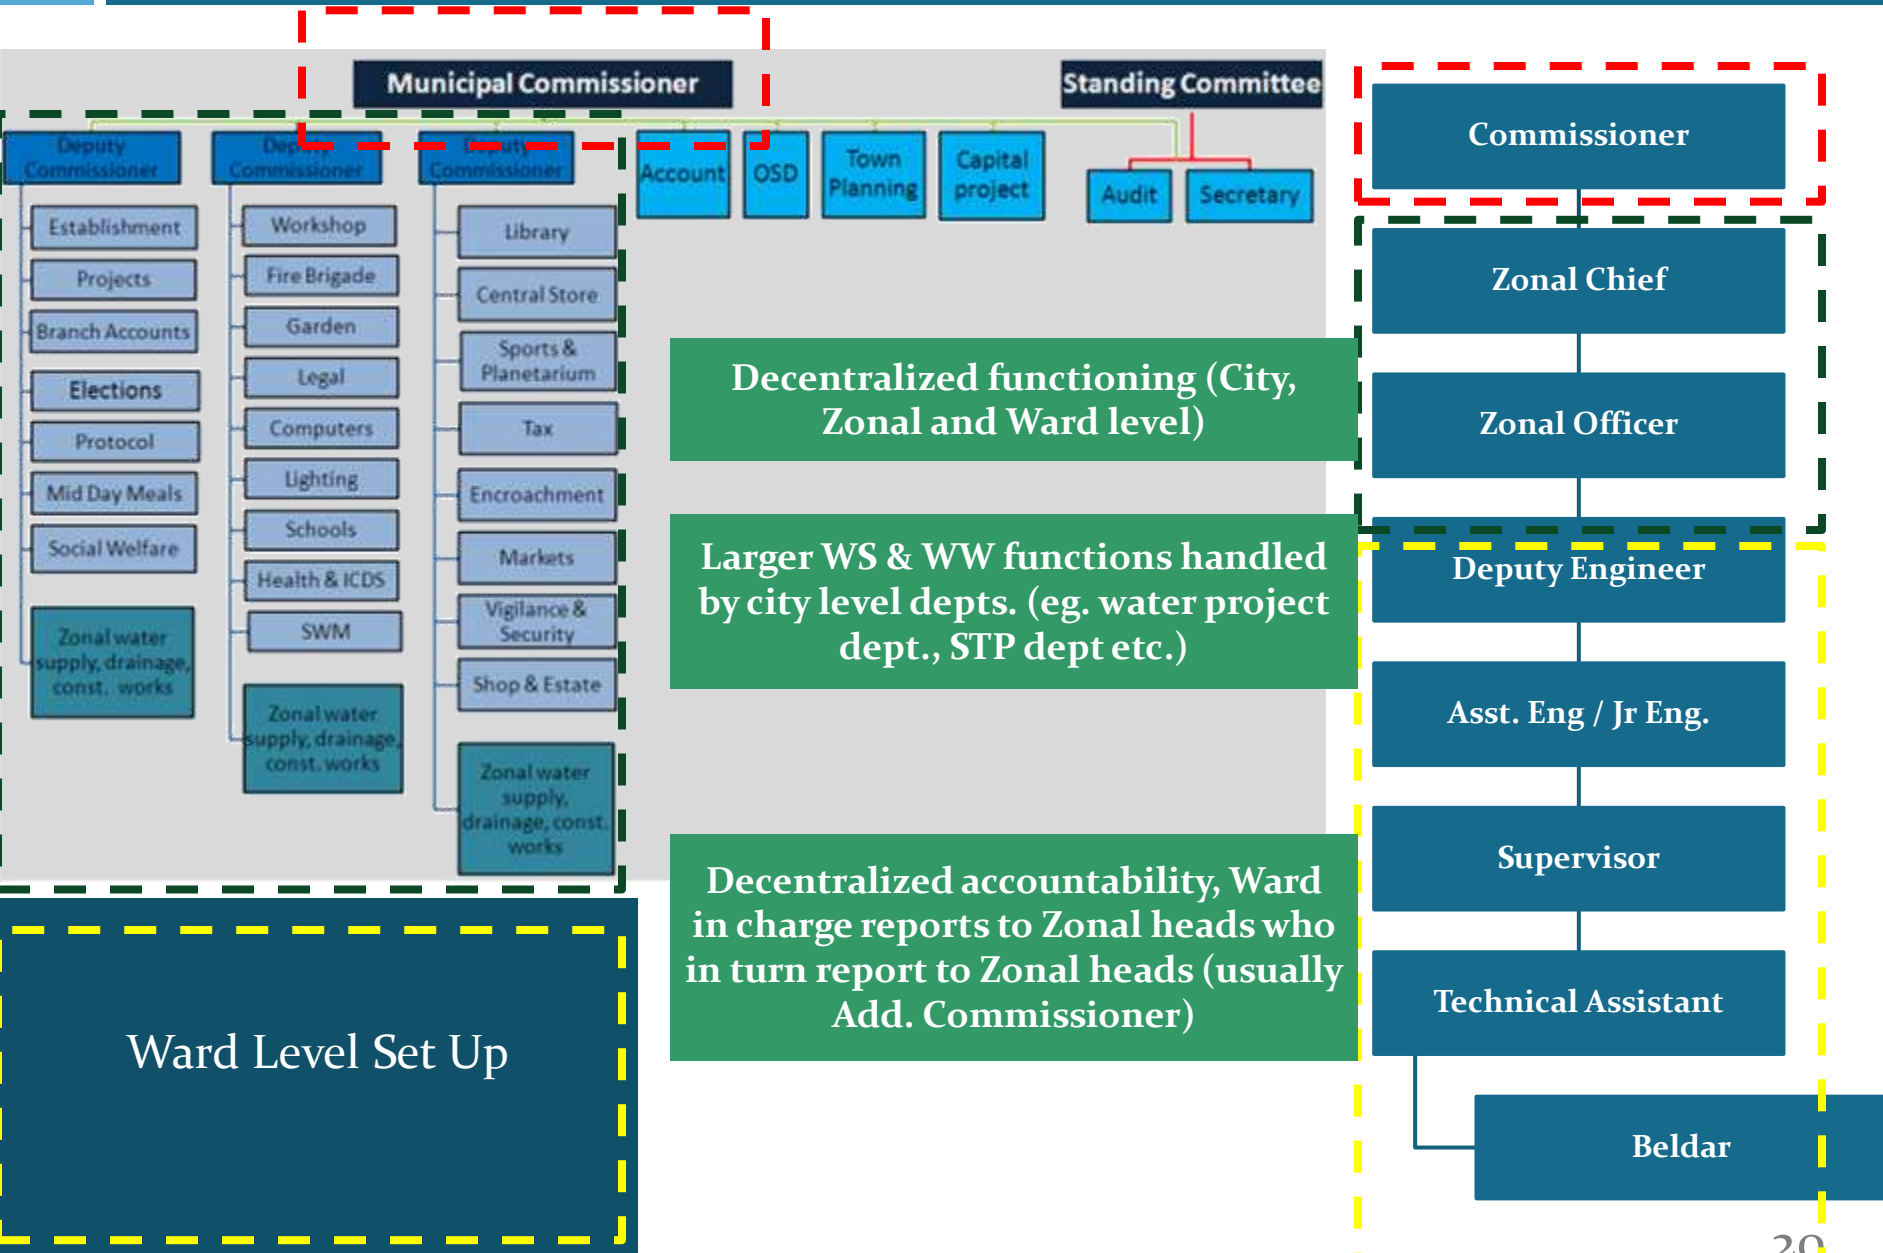 Municipal Commissioner
Standing Committee
Deputy
Commissioner
Deputy
Commissioner
Deputy
Commissioner
Account
OSD
Town
Planning
Capital
project
Audit
Secretary
Establishment
Projects
Branch Accounts
Elections
Protocol
Mid Day Meals
Social Welfare
Zonal water
supply, drainage,
const. works
Workshop
Fire Brigade
Garden
Legal
Computers
Lighting
Schools
Health & ICDS
SWM
Zonal water
supply, drainage,
const. works
Library
Central Store
Sports &
Planetarium
Tax
Encroachment
Markets
Vigilance &
Security
Shop & Estate
Zonal water
supply,
drainage, const.
works
Decentralized functioning (City,
Zonal and Ward level)
Larger WS & WW functions handled
by city level depts. (eg. water project
dept., STP dept etc.)
Decentralized accountability, Ward
in charge reports to Zonal heads who
in turn report to Zonal heads (usually
Add. Commissioner)
Ward Level Set Up
Commissioner
Zonal Chief
Zonal Officer
Deputy Engineer
Asst. Eng / Jr Eng.
Supervisor
Technical Assistant
Beldar